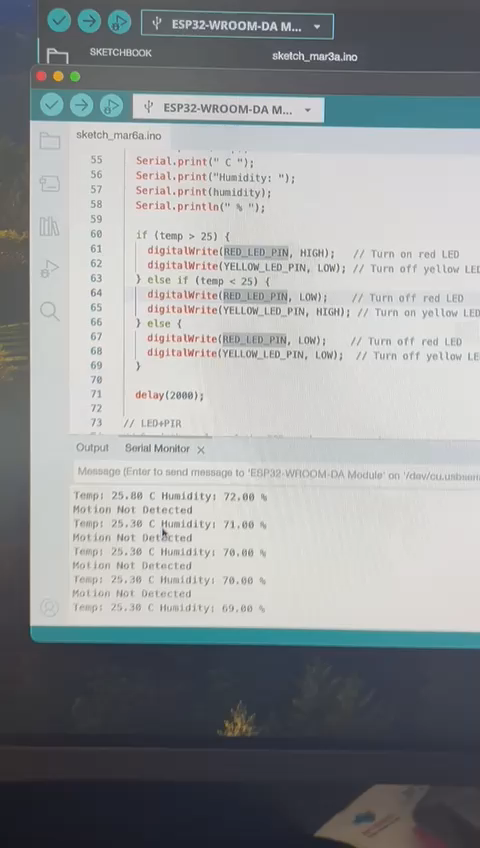 ESP32-WROOM-DA M...
SKETCHBOOK
sketch_mar3a.ino
ESP32-WROOM-DA M...
sketch_mar6a.ino
55 Serial.print(" C ");
56 Serial.print("Humidity: ");
57 Serial.print(humidity);
58 Serial.println(" % ");
59
60 if (temp > 25) {
61 digitalWrite(RED_LED_PIN, HIGH); // Turn on red LED
62 digitalWrite(YELLOW_LED_PIN, LOW); // Turn off yellow LE
63 } else if (temp < 25) {
64 digitalWrite(RED_LED_PIN, LOW); // Turn off red LED
65 digitalWrite(YELLOW_LED_PIN, HIGH); // Turn on yellow LED
66 } else {
67 digitalWrite(RED_LED_PIN, LOW); // Turn off red LED
68 digitalWrite(YELLOW_LED_PIN, LOW); // Turn off yellow LE
69 }
70
71 delay(2000);
72
73 // LED+PIR
Output Serial Monitor
Message (Enter to send message to 'ESP32-WROOM-DA Module' on '/dev/cu.usbseri
Temp: 25.80 C Humidity: 72.00 %
Motion Not Detected
Temp: 25.30 C Humidity: 71.00 %
Motion Not Detected
Temp: 25.30 C Humidity: 70.00 %
Motion Not Detected
Temp: 25.30 C Humidity: 70.00 %
Motion Not Detected
Temp: 25.30 C Humidity: 69.00 %